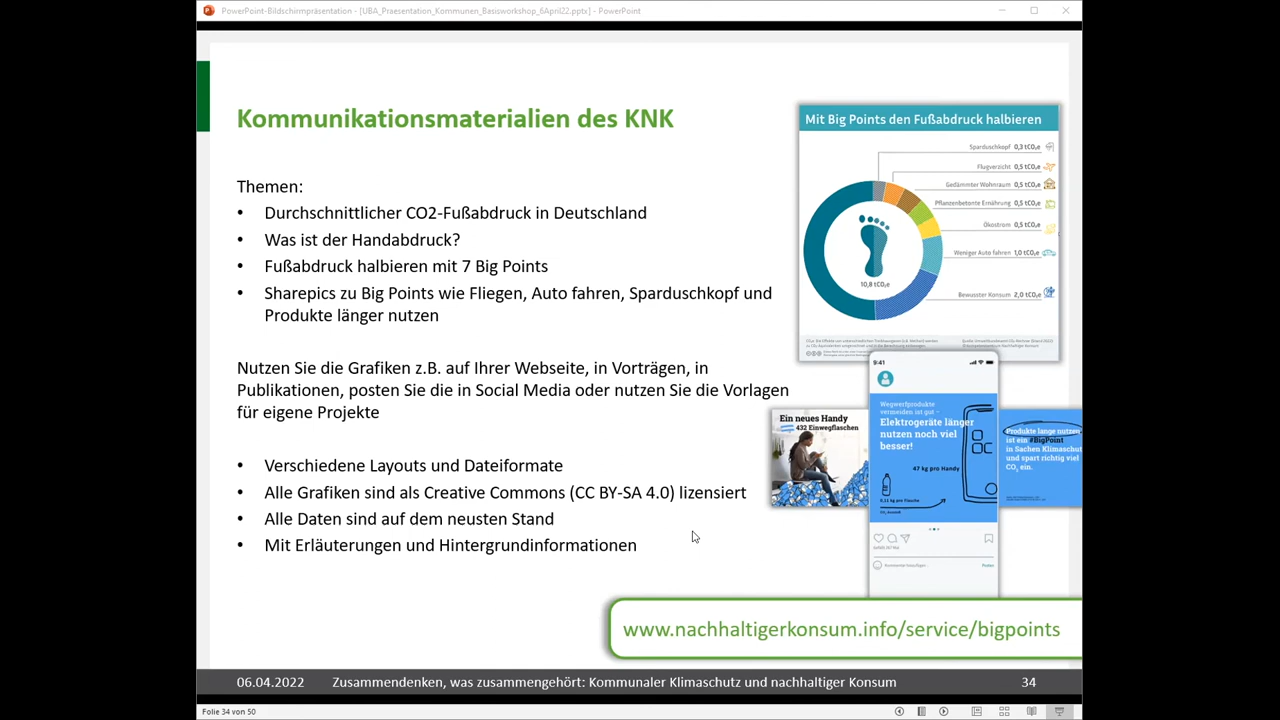 PowerPoint-Bildschirmpräsentation - [UBA_Praesentation_Kommunen_Basisworkshop_6April22.pptx] - PowerPoint
Kommunikationsmaterialien des KNK
Themen:
• Durchschnittlicher CO2-Fußabdruck in Deutschland
• Was ist der Handabdruck?
• Fußabdruck halbieren mit 7 Big Points
• Sharepics zu Big Points wie Fliegen, Auto fahren, Sparduschkopf und
Produkte länger nutzen
Nutzen Sie die Grafiken z.B. auf Ihrer Webseite, in Vorträgen, in
Publikationen, posten Sie die in Social Media oder nutzen Sie die Vorlagen
für eigene Projekte
• Verschiedene Layouts und Dateiformate
• Alle Grafiken sind als Creative Commons (CC BY-SA 4.0) lizensiert
• Alle Daten sind auf dem neusten Stand
• Mit Erläuterungen und Hintergrundinformationen
Mit Big Points den Fußabdruck halbieren
Sparduschkopf 0,3 tCO₂e
Flugverzicht 0,5 tCO₂e
Gedämmter Wohnraum 0,5 tCO₂e
Pflanzenbetonte Ernährung 0,5 tCO₂e
Ökostrom 0,5 tCO₂e
Weniger Auto fahren 1,0 tCO₂e
Bewusster Konsum 2,0 tCO₂e
10,8 tCO₂e
Ein neues Handy
432 Einwegflaschen
9:41
Wegwerfprodukte
vermeiden ist gut –
Elektrogeräte länger
nutzen noch viel
besser!
47 kg pro Handy
0,11 kg pro Flasche
Produkte lange nutzen
ist ein #BigPoint
in Sachen Klimaschutz
und spart richtig viel
CO₂ ein.
www.nachhaltigerkonsum.info/service/bigpoints
06.04.2022 Zusammendenken, was zusammengehört: Kommunaler Klimaschutz und nachhaltiger Konsum 34
Folie 34 von 50